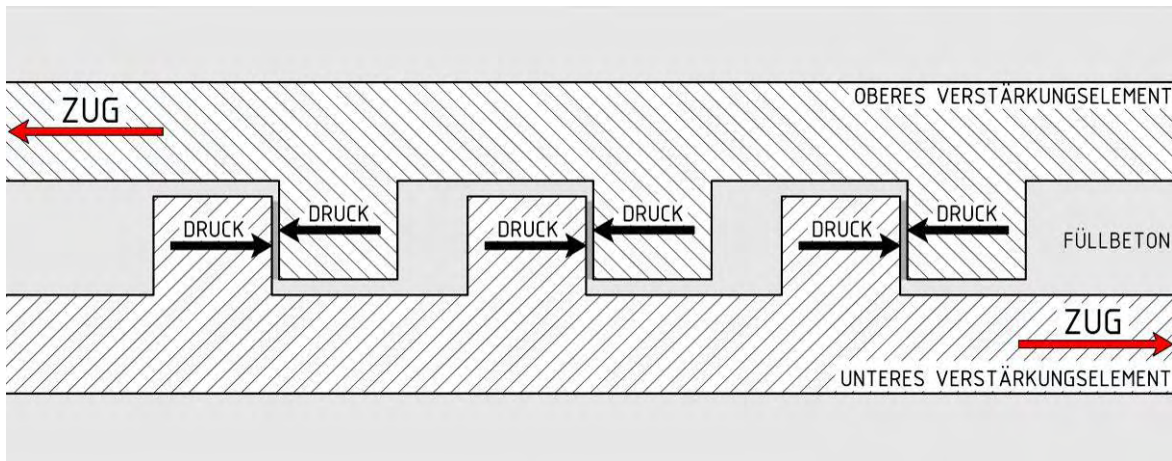 OBERES VERSTÄRKUNGSELEMENT
ZUG
DRUCK
DRUCK
DRUCK
DRUCK
DRUCK
DRUCK
FÜLLBETON
ZUG
UNTERES VERSTÄRKUNGSELEMENT